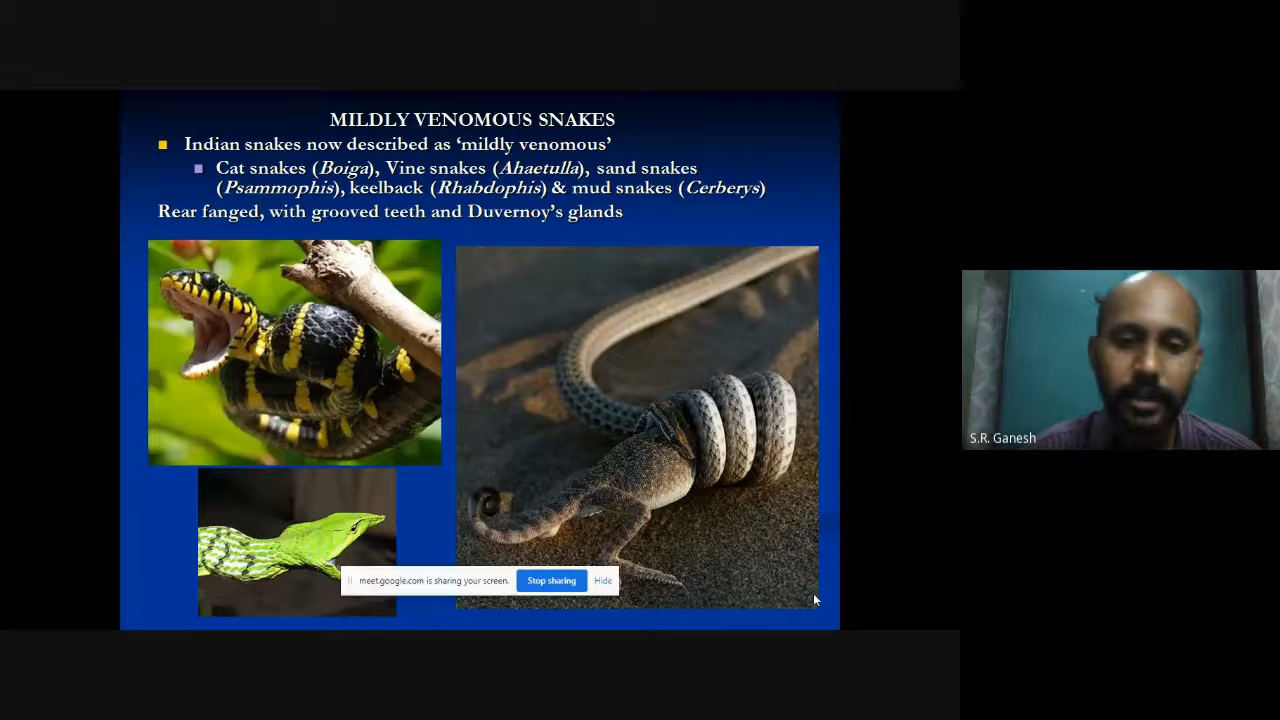 MILDLY VENOMOUS SNAKES
Indian snakes now described as ‘mildly venomous’
Cat snakes (Boiga), Vine snakes (Ahaetulla), sand snakes
(Psammophis), keelback (Rhabdophis) & mud snakes (Cerberys)
Rear fanged, with grooved teeth and Duvernoy’s glands
meet.google.com is sharing your screen.
Stop sharing
Hide
S.R. Ganesh